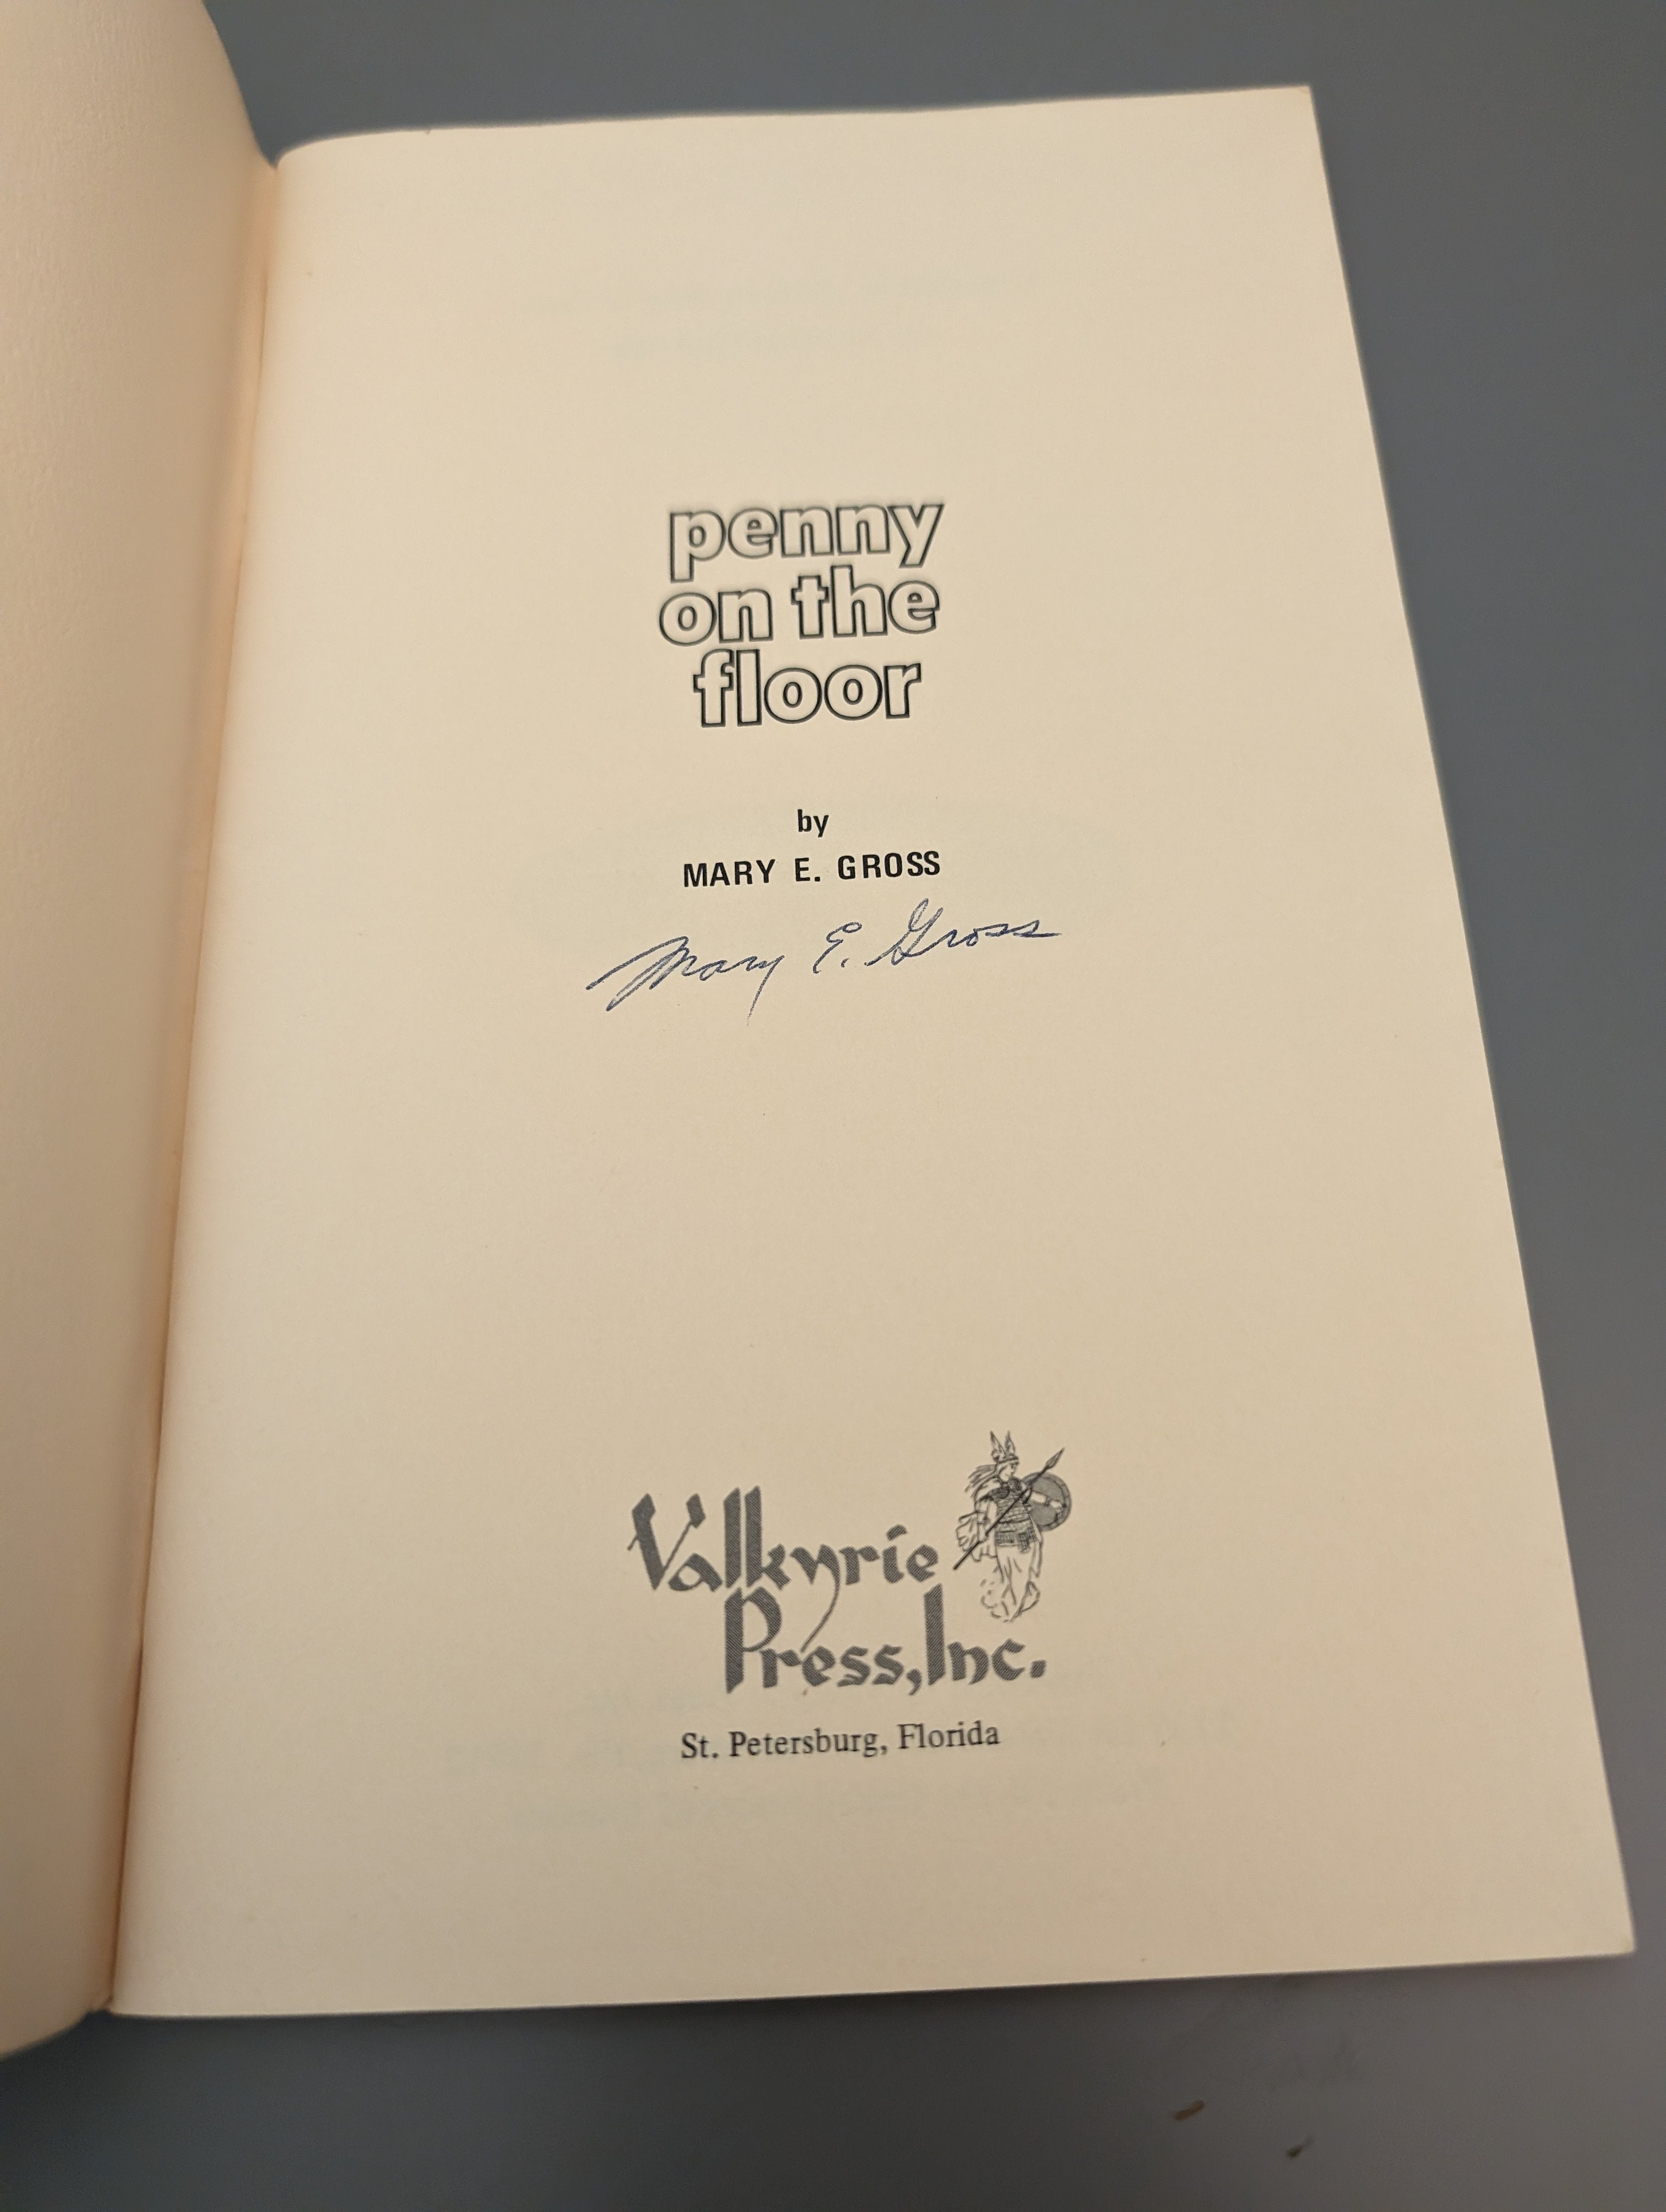 penny
on the
floor
by
MARY E. GROSS
Mary E. Gross
Valkyrie
Press, Inc.
St. Petersburg, Florida